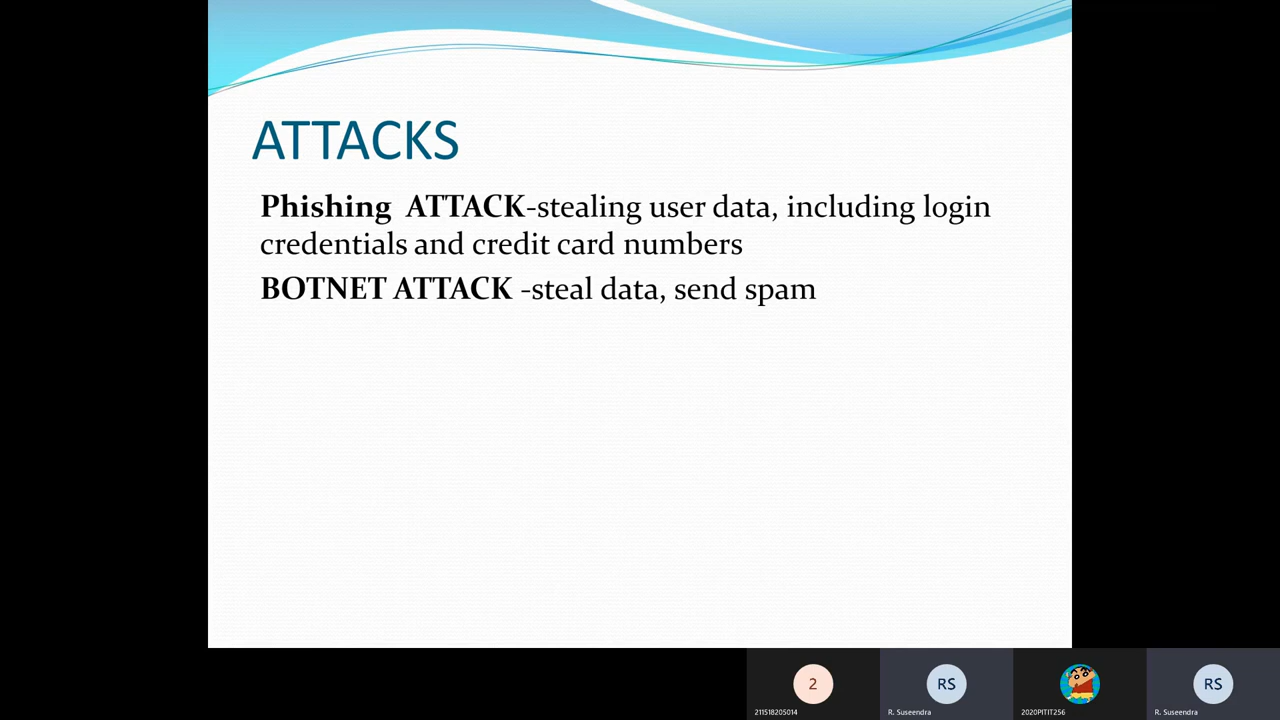 ATTACKS
Phishing ATTACK-stealing user data, including login
credentials and credit card numbers
BOTNET ATTACK -steal data, send spam
2
RS
RS
211518205014
R. Suseendra
2020PITIT256
R. Suseendra